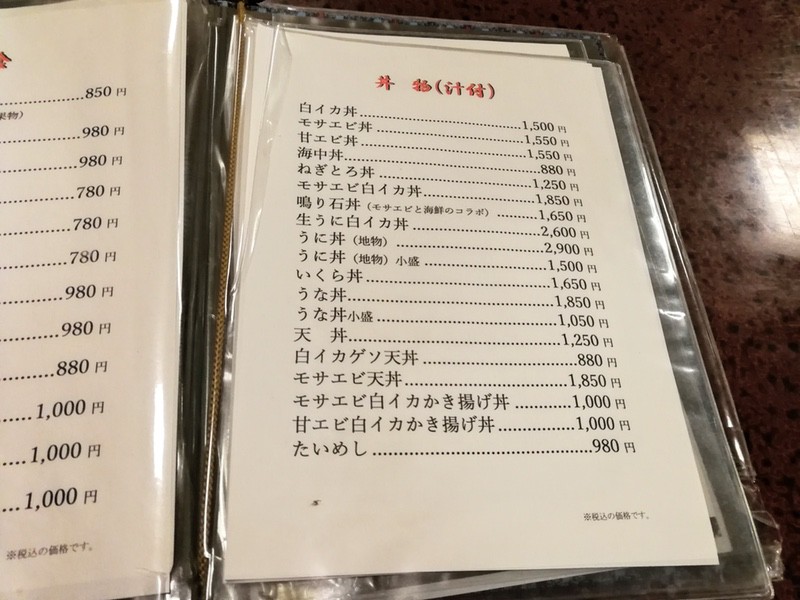 金
850円
果物）
980円
980円
780円
780円
780円
980円
980円
880円
1,000円
1,000円
1,000円
※税込の価格です。
丼 物(汁付)
白イカ丼 1,500円
モサエビ丼 1,550円
甘エビ丼 1,550円
海中丼 880円
ねぎとろ丼 1,250円
モサエビ白イカ丼 1,850円
鳴り石丼（モサエビと海鮮のコラボ） 1,650円
生うに白イカ丼 2,600円
うに丼（地物） 2,900円
うに丼（地物）小盛 1,500円
いくら丼 1,650円
うな丼 1,850円
うな丼小盛 1,050円
天　丼 1,250円
白イカゲソ天丼 880円
モサエビ天丼 1,850円
モサエビ白イカかき揚げ丼 1,000円
甘エビ白イカかき揚げ丼 1,000円
たいめし 980円
※税込の価格です。